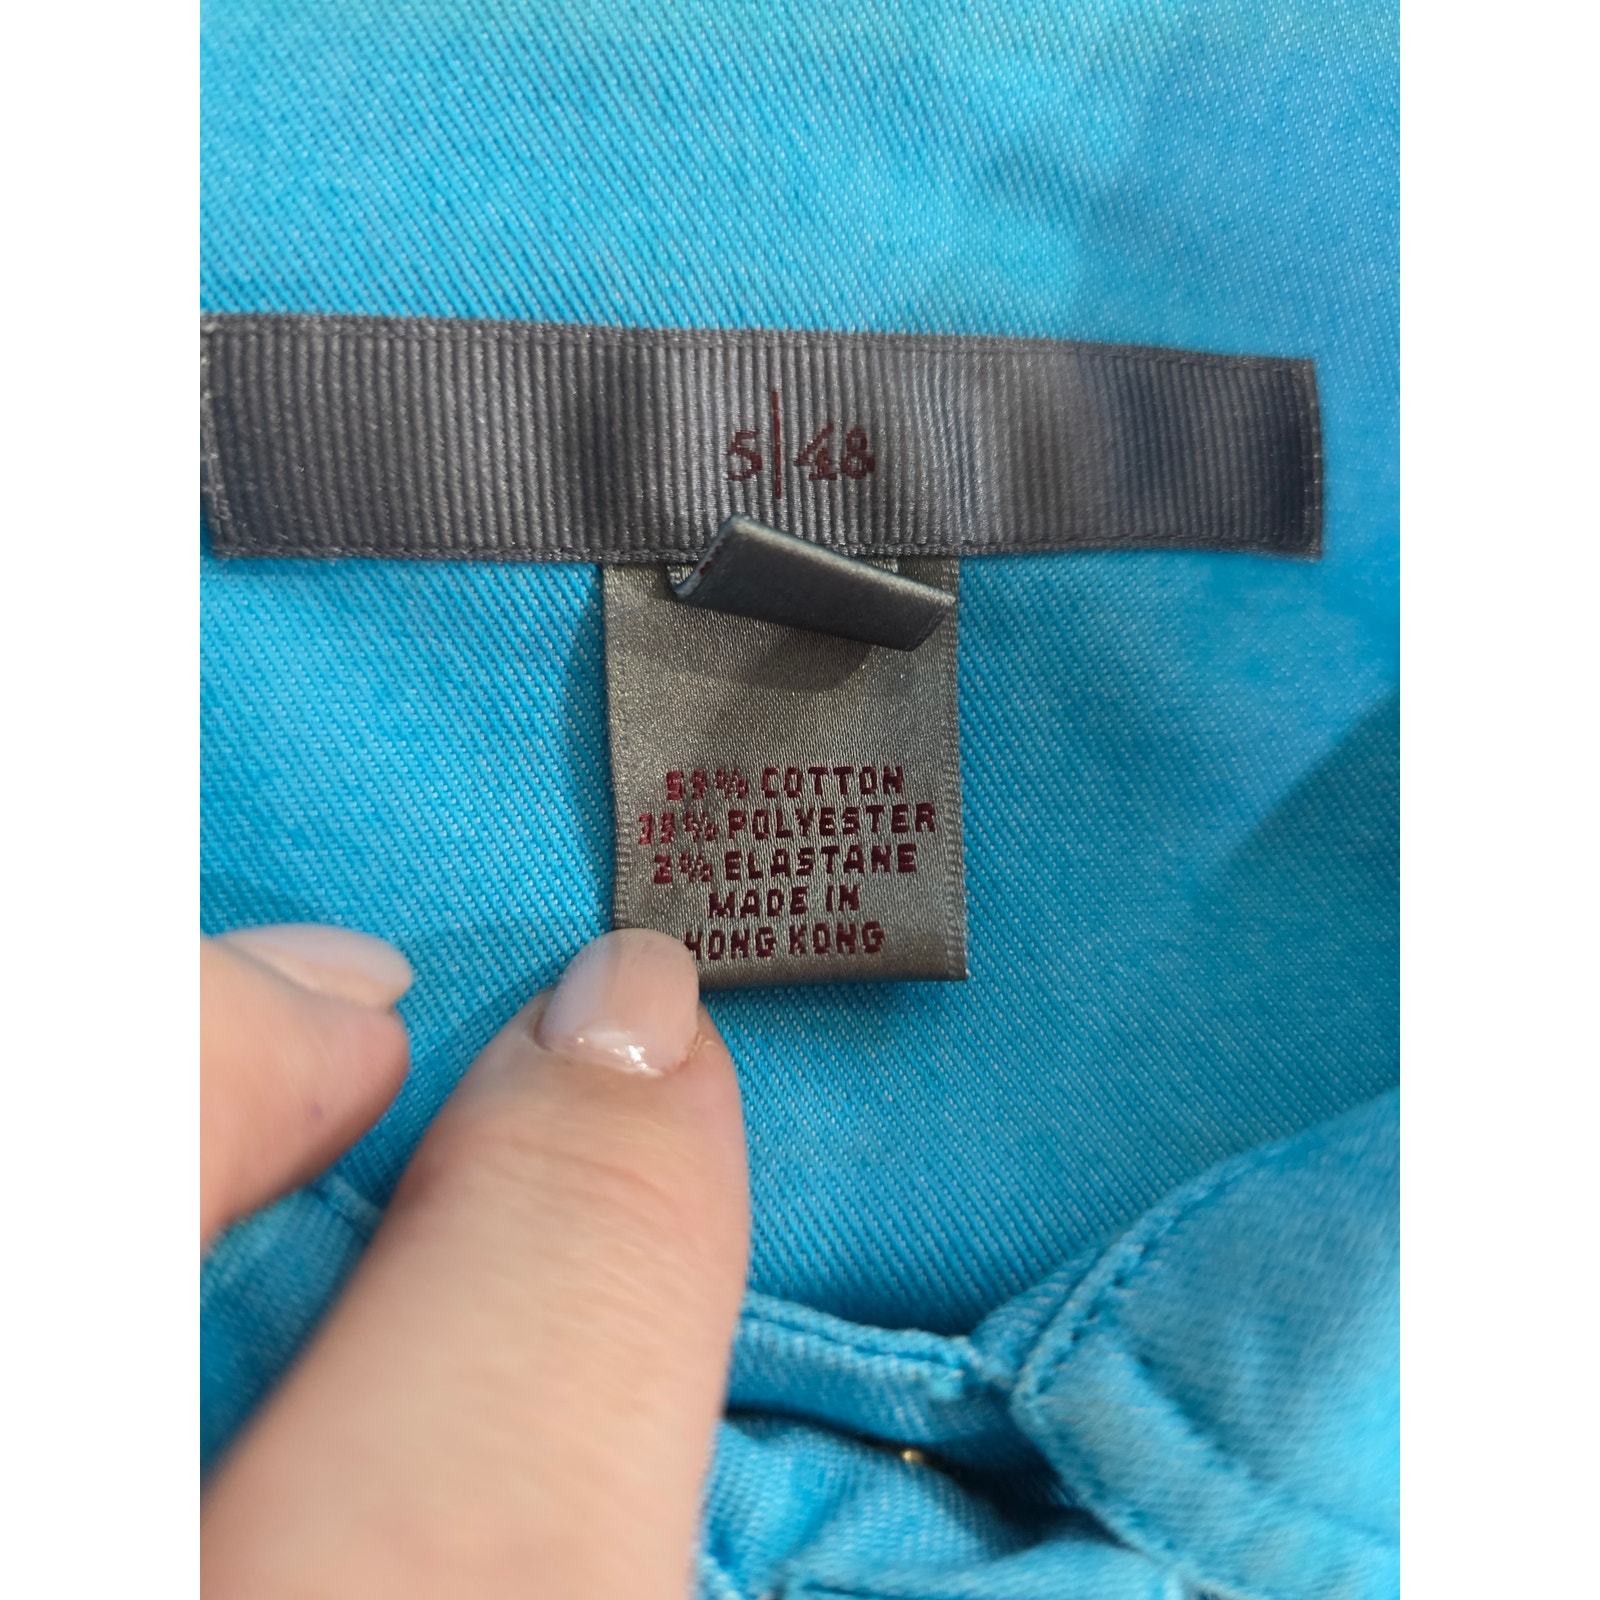 5|48
59% COTTON
39% POLYESTER
2% ELASTANE
MADE IN
HONG KONG